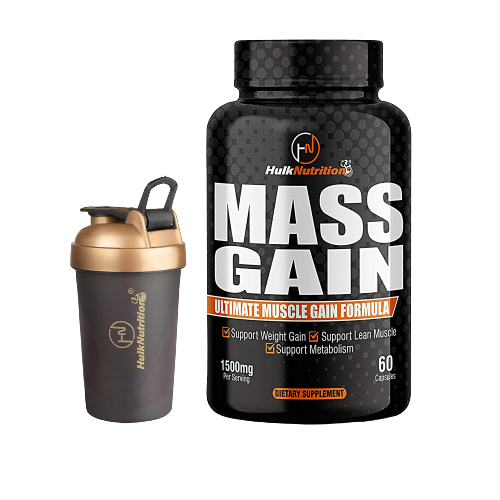 HN
HulkNutrition
MASS
GAIN
ULTIMATE MUSCLE GAIN FORMULA
Support Weight Gain Support Lean Muscle
Support Metabolism
1500mg
Per Serving
60
Capsules
DIETARY SUPPLEMENT
HulkNutrition
®